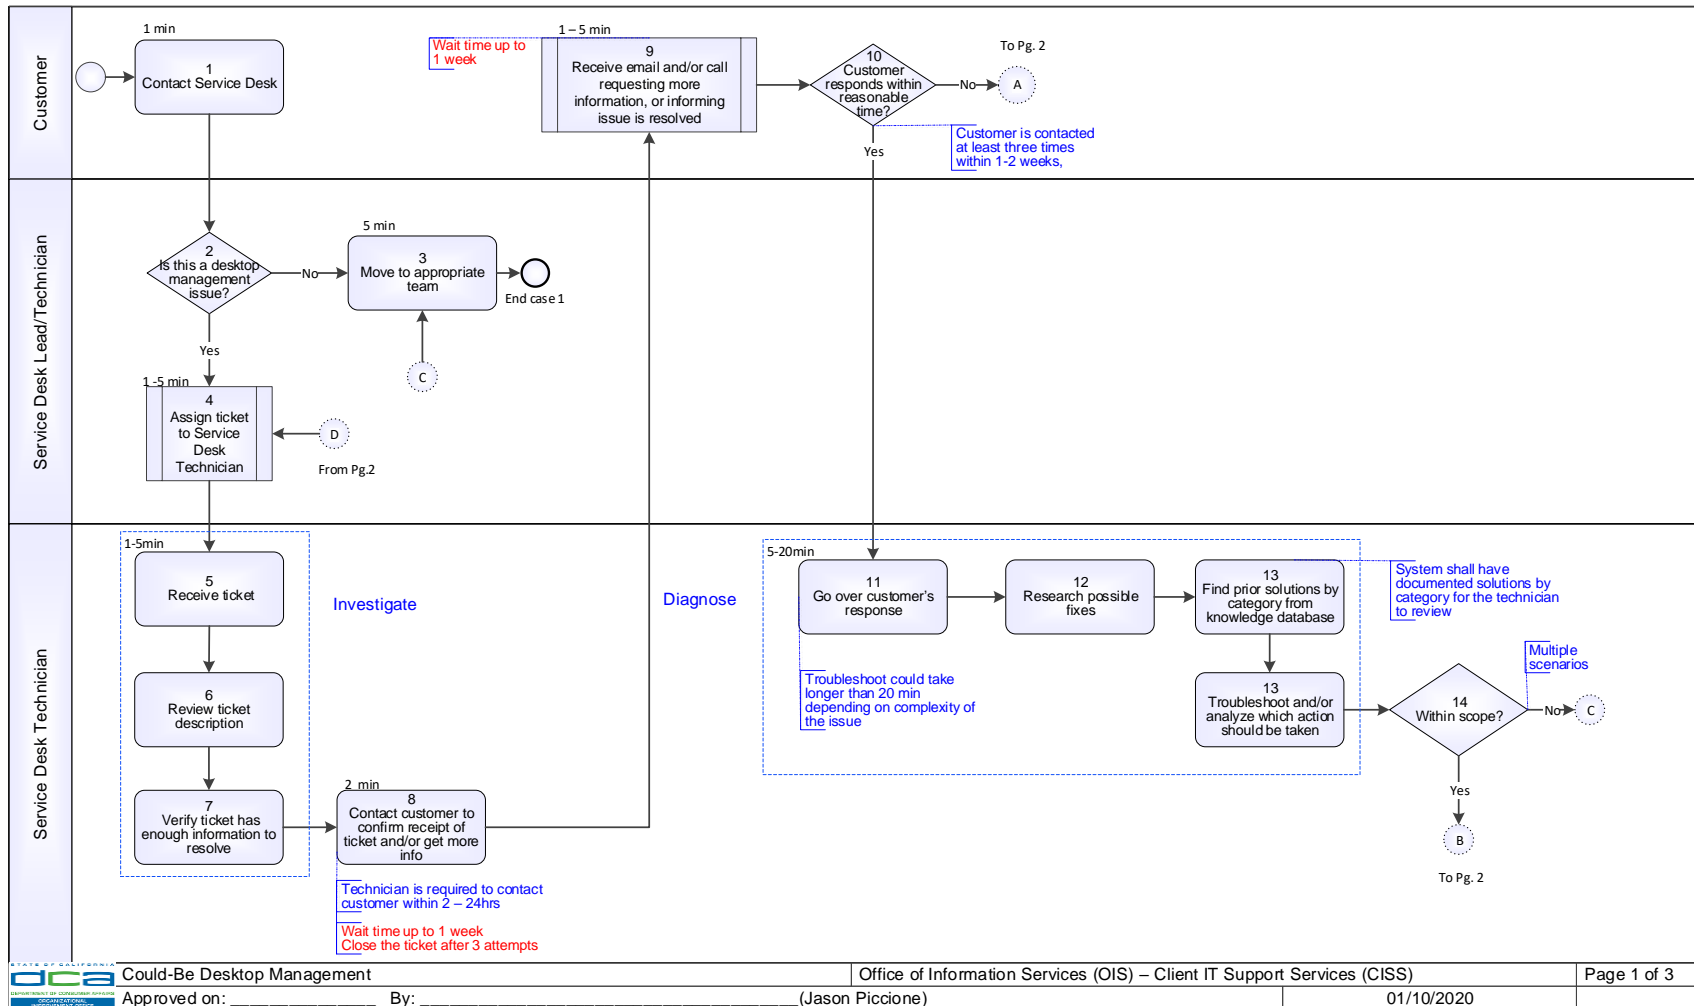 Customer
1 min
1
Contact Service Desk
Wait time up to
1 week
1 – 5 min
9
Receive email and/or call
requesting more
information, or informing
issue is resolved
10
Customer
responds within
reasonable
time?
No
To Pg. 2
A
Yes
Customer is contacted
at least three times
within 1-2 weeks,
Service Desk Lead/Technician
2
Is this a desktop
management
issue?
No
5 min
3
Move to appropriate
team
End case 1
C
Yes
1 -5 min
4
Assign ticket
to Service
Desk
Technician
D
From Pg.2
Service Desk Technician
1-5min
5
Receive ticket
Investigate
6
Review ticket
description
7
Verify ticket has
enough information to
resolve
2 min
8
Contact customer to
confirm receipt of
ticket and/or get more
info
Technician is required to contact
customer within 2 – 24hrs
Wait time up to 1 week
Close the ticket after 3 attempts
Diagnose
5-20min
11
Go over customer's
response
Troubleshoot could take
longer than 20 min
depending on complexity of
the issue
12
Research possible
fixes
13
Find prior solutions by
category from
knowledge database
System shall have
documented solutions by
category for the technician
to review
13
Troubleshoot and/or
analyze which action
should be taken
14
Within scope?
Multiple
scenarios
No
C
Yes
B
To Pg. 2
STATE OF CALIFORNIA
dca
DEPARTMENT OF CONSUMER AFFAIRS
ORGANIZATIONAL
IMPROVEMENT OFFICE
Could-Be Desktop Management
Office of Information Services (OIS) – Client IT Support Services (CISS)
Page 1 of 3
Approved on: ________________ By: ________________________________________(Jason Piccione)
01/10/2020